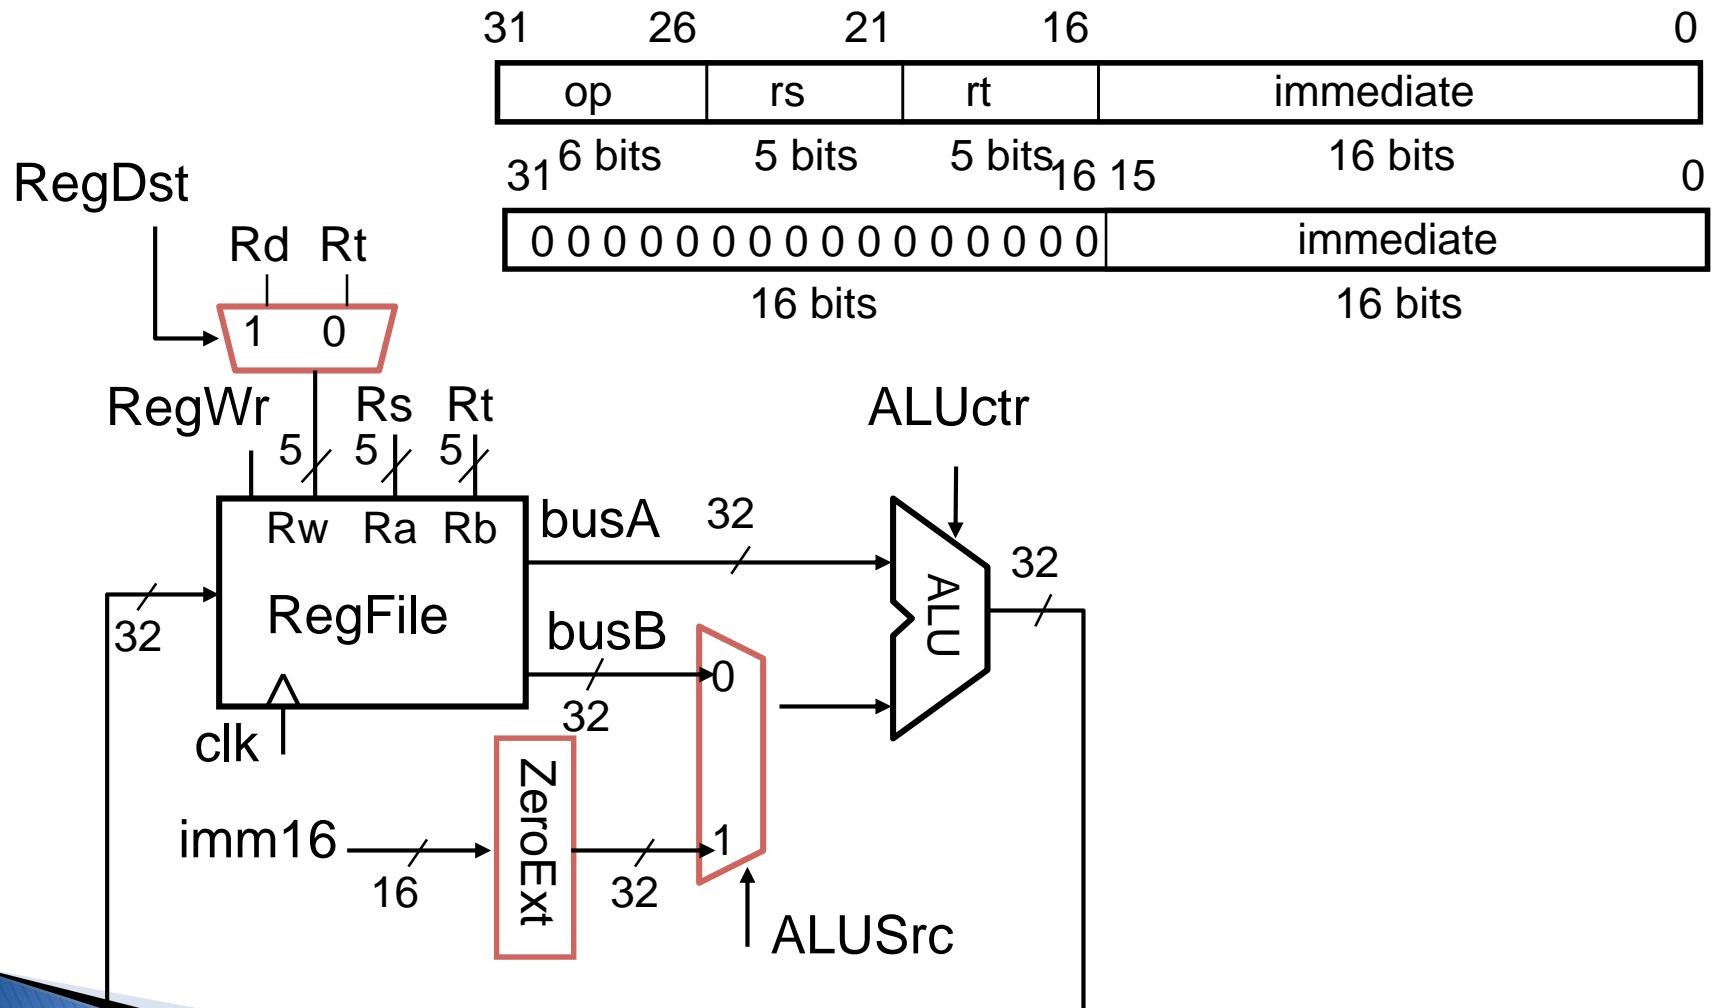 31 26 21 16 0
op rs rt immediate
6 bits 5 bits 5 bits 16 bits
31 16 15 0
0 0 0 0 0 0 0 0 0 0 0 0 0 0 0 0 immediate
16 bits 16 bits
RegDst
Rd Rt
1 0
RegWr Rs Rt ALUctr
5 5 5
Rw Ra Rb busA 32
32 RegFile busB ALU 32
0
32
clk
imm16 16 ZeroExt 32 1
ALUSrc